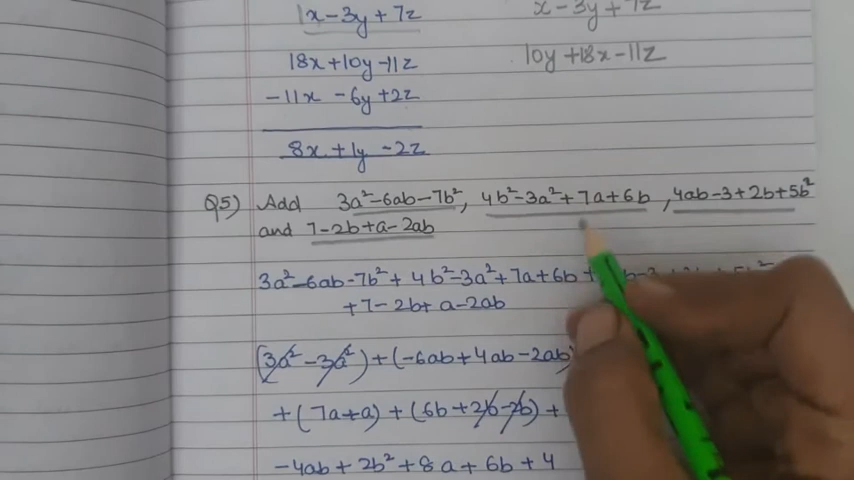 1x-3y+7z
x-3y+7z
18x+10y-11z
10y+18x-11z
-11x -6y+2z
8x+1y-2z
Q5) Add 3a²-6ab-7b², 4b²-3a²+7a+6b, 4ab-3+2b+5b²
and 7-2b+a-2ab
3a²-6ab-7b²+4b²-3a²+7a+6b+
+7-2b+a-2ab
(3a²-3a²)+(-6ab+4ab-2ab)
+(7a+a)+(6b+2b-2b)+
-4ab+2b²+8a+6b+4